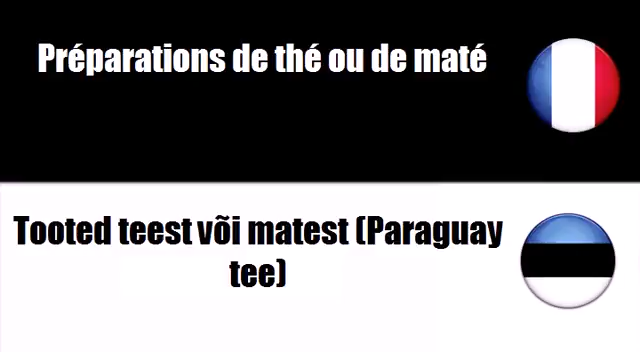 Préparations de thé ou de maté
Tooted teest või matest (Paraguay
tee)